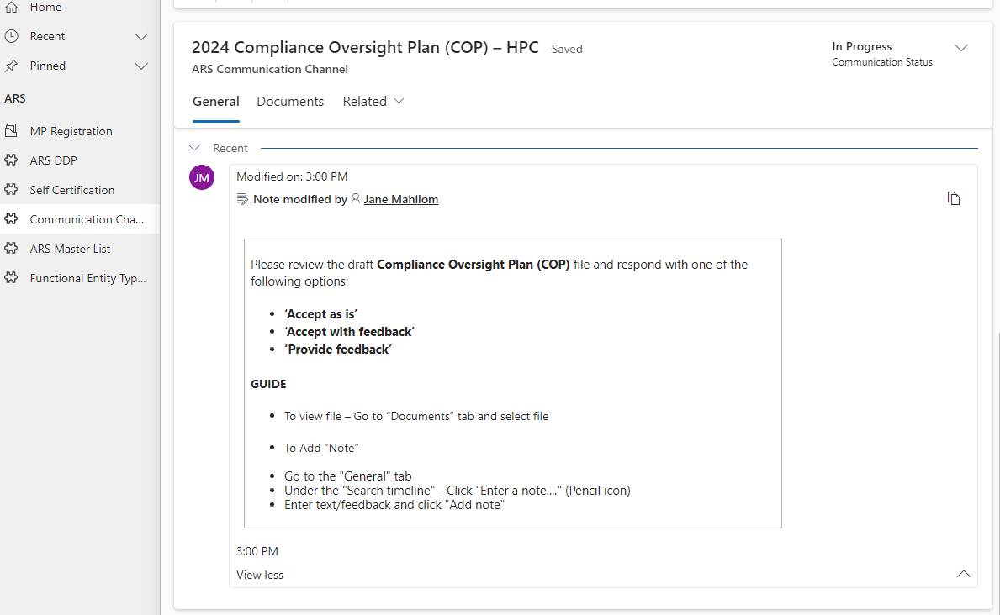 Home
Recent
Pinned
ARS
MP Registration
ARS DDP
Self Certification
Communication Cha...
ARS Master List
Functional Entity Typ...
2024 Compliance Oversight Plan (COP) – HPC - Saved
ARS Communication Channel
In Progress
Communication Status
General Documents Related
Recent
JM
Modified on: 3:00 PM
Note modified by Jane Mahilom
Please review the draft Compliance Oversight Plan (COP) file and respond with one of the
following options:
• ‘Accept as is’
• ‘Accept with feedback’
• ‘Provide feedback’
GUIDE
• To view file – Go to “Documents” tab and select file
• To Add “Note”
• Go to the "General" tab
• Under the "Search timeline" - Click "Enter a note...." (Pencil icon)
• Enter text/feedback and click "Add note"
3:00 PM
View less